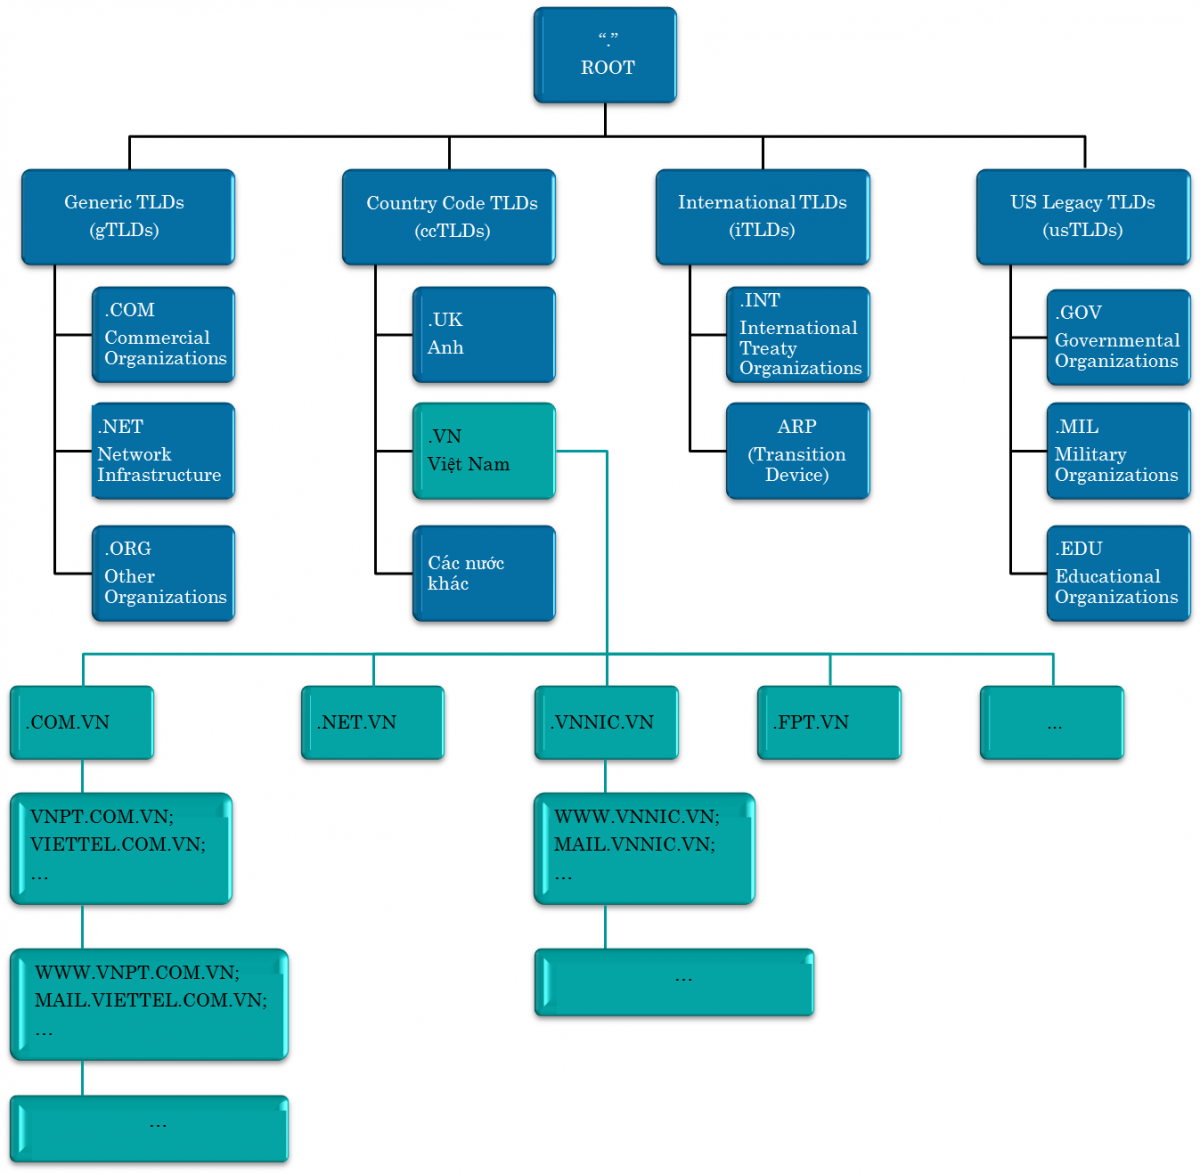 “.”
ROOT
Generic TLDs
(gTLDs)
Country Code TLDs
(ccTLDs)
International TLDs
(iTLDs)
US Legacy TLDs
(usTLDs)
.COM
Commercial
Organizations
.UK
Anh
.INT
International
Treaty
Organizations
.GOV
Governmental
Organizations
.NET
Network
Infrastructure
.VN
Việt Nam
ARP
(Transition
Device)
.MIL
Military
Organizations
.ORG
Other
Organizations
Các nước
khác
.EDU
Educational
Organizations
.COM.VN
.NET.VN
.VNNIC.VN
.FPT.VN
...
VNPT.COM.VN;
VIETTEL.COM.VN;
...
WWW.VNNIC.VN;
MAIL.VNNIC.VN;
...
WWW.VNPT.COM.VN;
MAIL.VIETTEL.COM.VN;
...
...
...